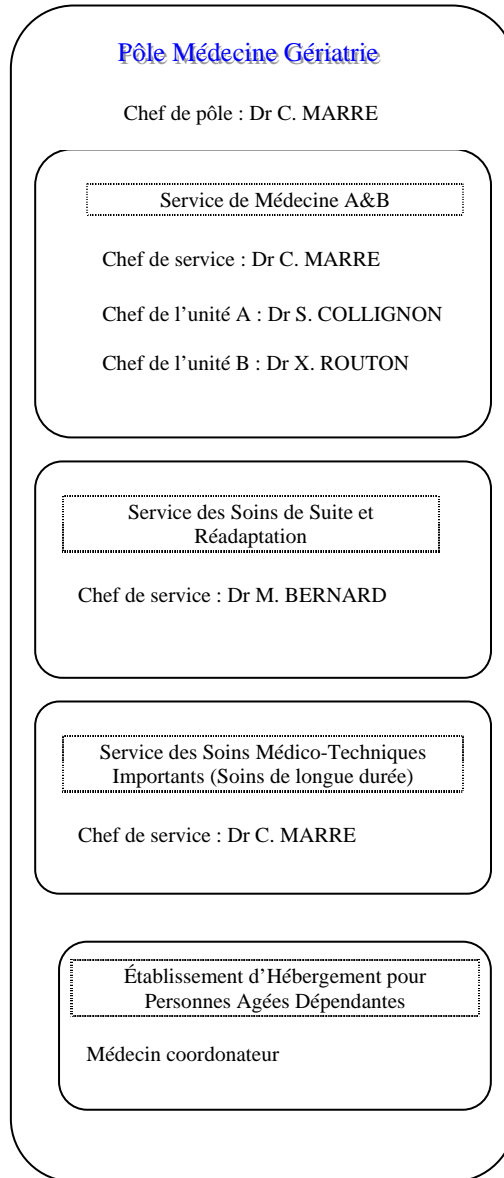 Pôle Médecine Gériatrie
Chef de pôle : Dr C. MARRE
Service de Médecine A&B
Chef de service : Dr C. MARRE
Chef de l’unité A : Dr S. COLLIGNON
Chef de l’unité B : Dr X. ROUTON
Service des Soins de Suite et
Réadaptation
Chef de service : Dr M. BERNARD
Service des Soins Médico-Techniques
Importants (Soins de longue durée)
Chef de service : Dr C. MARRE
Établissement d’Hébergement pour
Personnes Agées Dépendantes
Médecin coordonateur